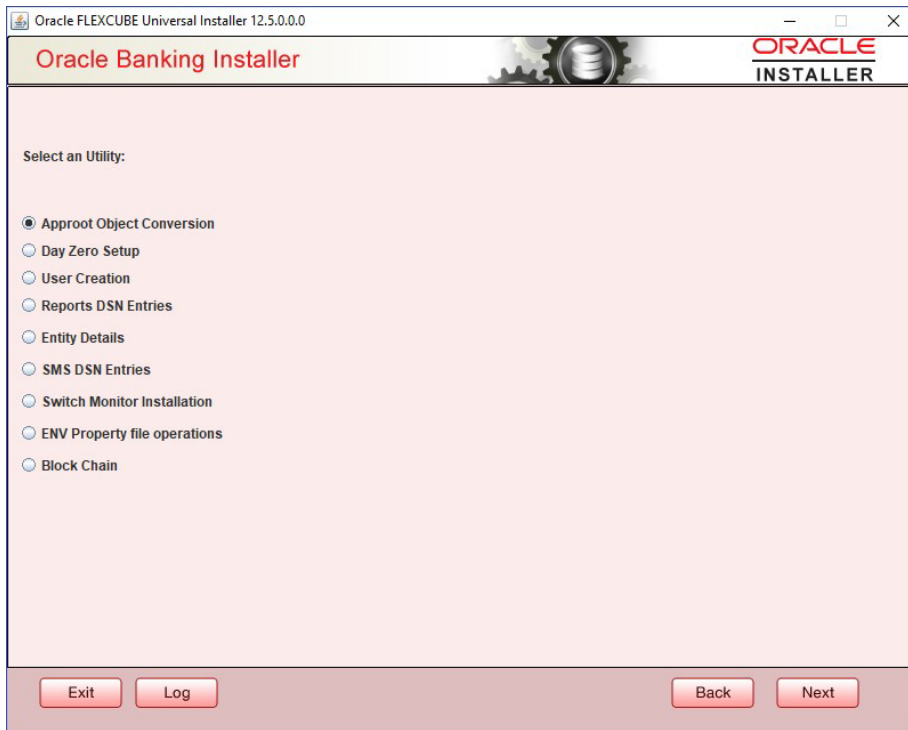 Oracle FLEXCUBE Universal Installer 12.5.0.0.0
Oracle Banking Installer
ORACLE
INSTALLER
Select an Utility:
Approot Object Conversion
Day Zero Setup
User Creation
Reports DSN Entries
Entity Details
SMS DSN Entries
Switch Monitor Installation
ENV Property file operations
Block Chain
Exit Log Back Next